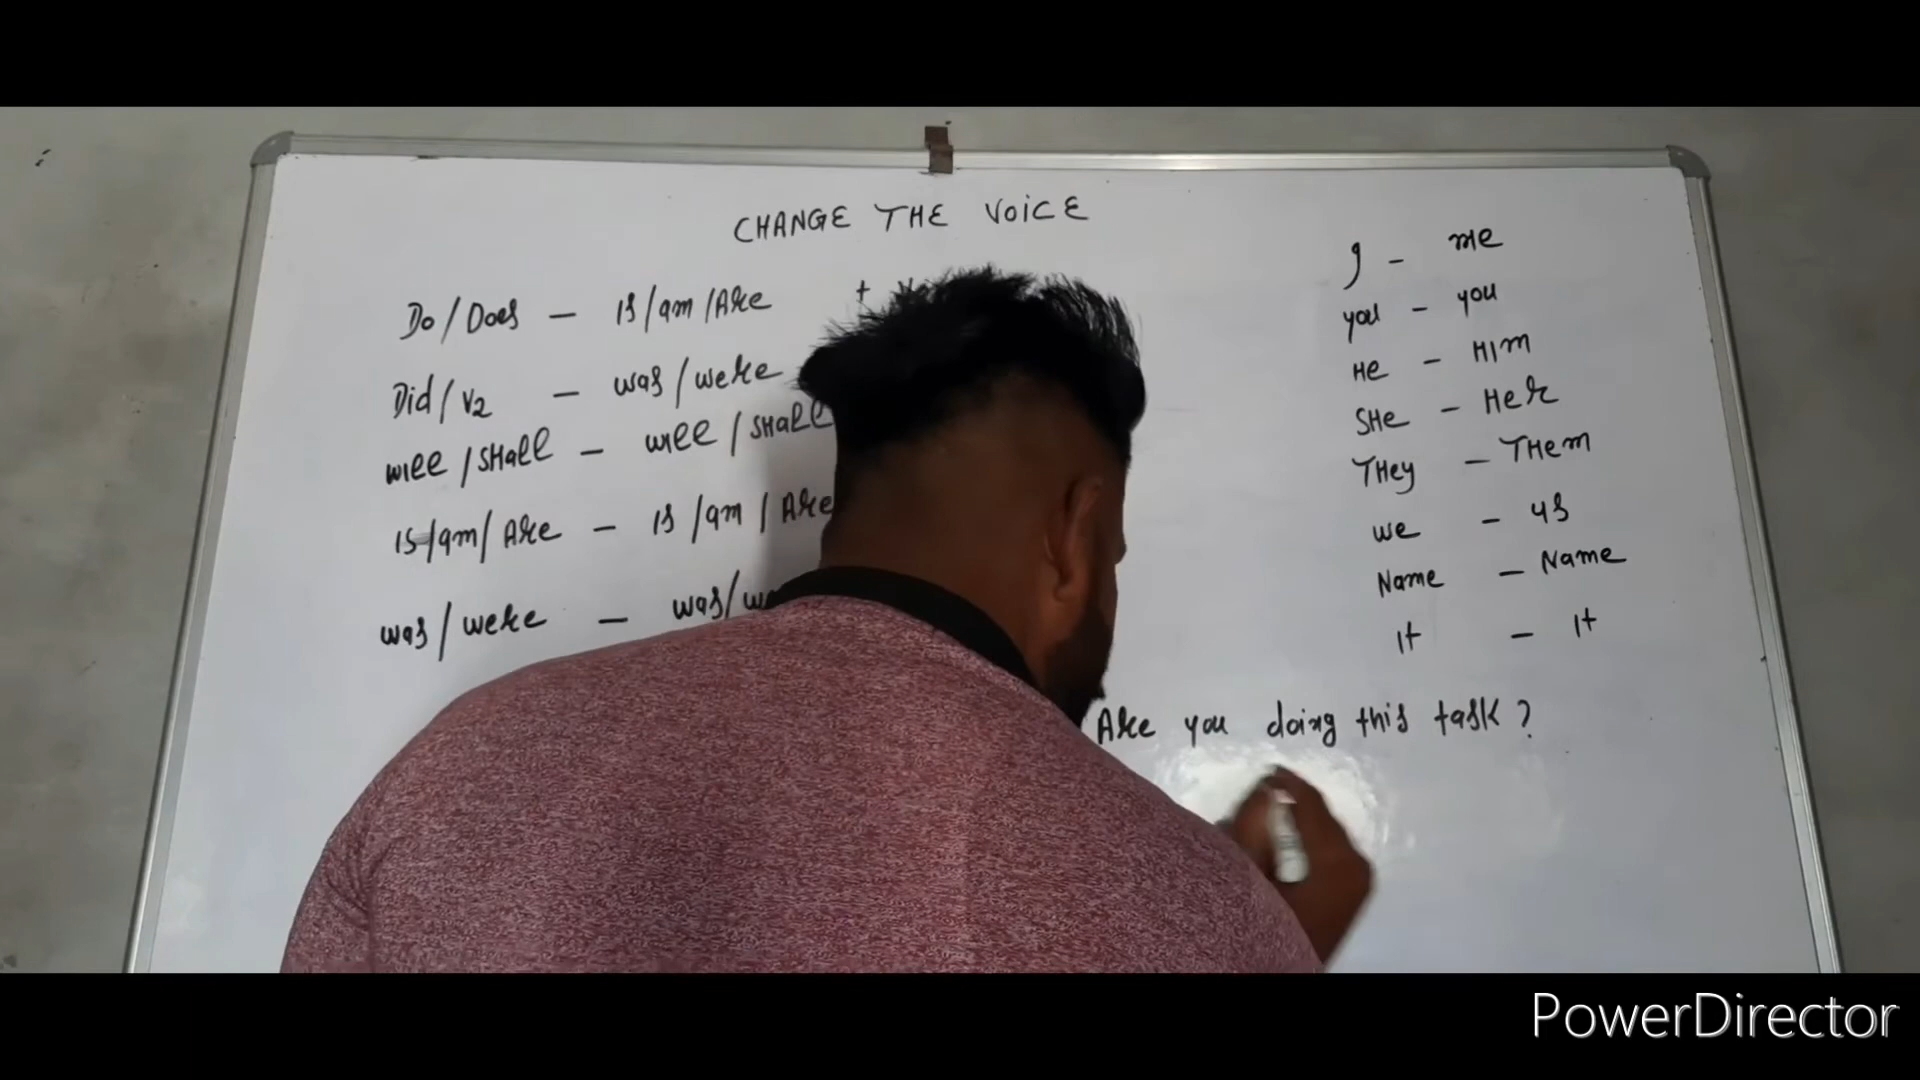 CHANGE THE VOICE
Do/Does - is/am/Are +
Did/V2 - was/were
will/SHall - will/SHall
is/am/Are - is/am/Are
was/were - was/
I - me
you - you
He - HIm
SHe - Her
THey - THem
we - us
Name - Name
It - It
Are you doing this task?
PowerDirector